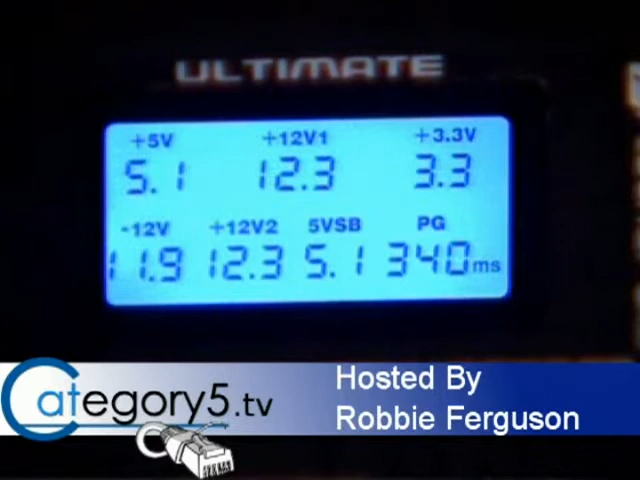 ULTIMATE
+5V +12V1 +3.3V
5.1 12.3 3.3
-12V +12V2 5VSB PG
11.9 12.3 5.1 340ms
Category5.tv
Hosted By
Robbie Ferguson